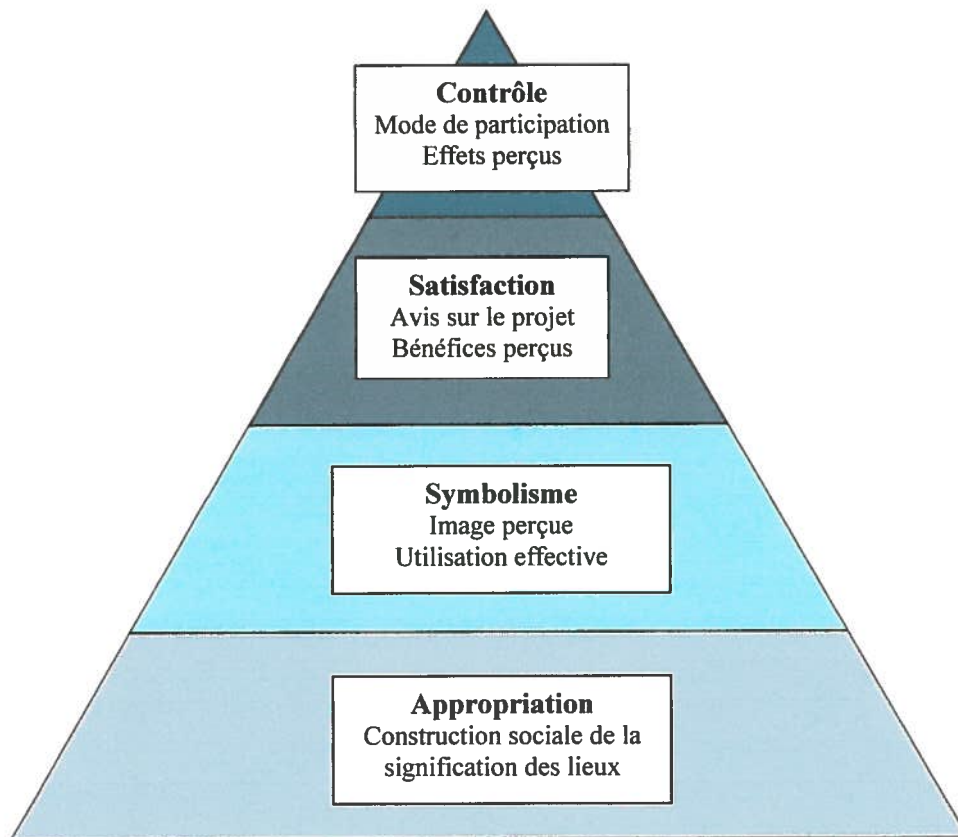 Contrôle
Mode de participation
Effets perçus
Satisfaction
Avis sur le projet
Bénéfices perçus
Symbolisme
Image perçue
Utilisation effective
Appropriation
Construction sociale de la
signification des lieux